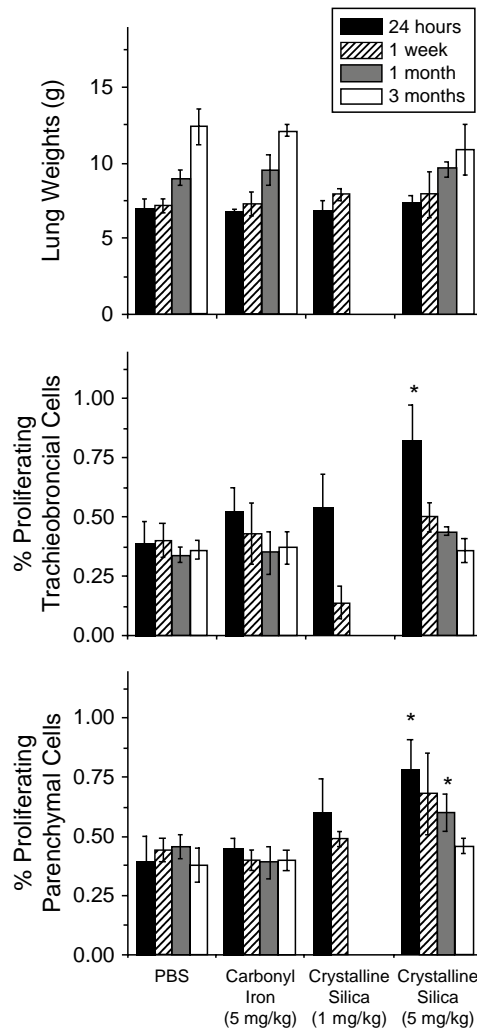 24 hours
1 week
1 month
3 months
Lung Weights (g)
15
10
5
0
% Proliferating
Trachieobroncial Cells
1.00
0.75
0.50
0.25
0.00
*
% Proliferating
Parenchymal Cells
1.00
0.75
0.50
0.25
0.00
*
*
PBS
Carbonyl
Iron
(5 mg/kg)
Crystalline
Silica
(1 mg/kg)
Crystalline
Silica
(5 mg/kg)